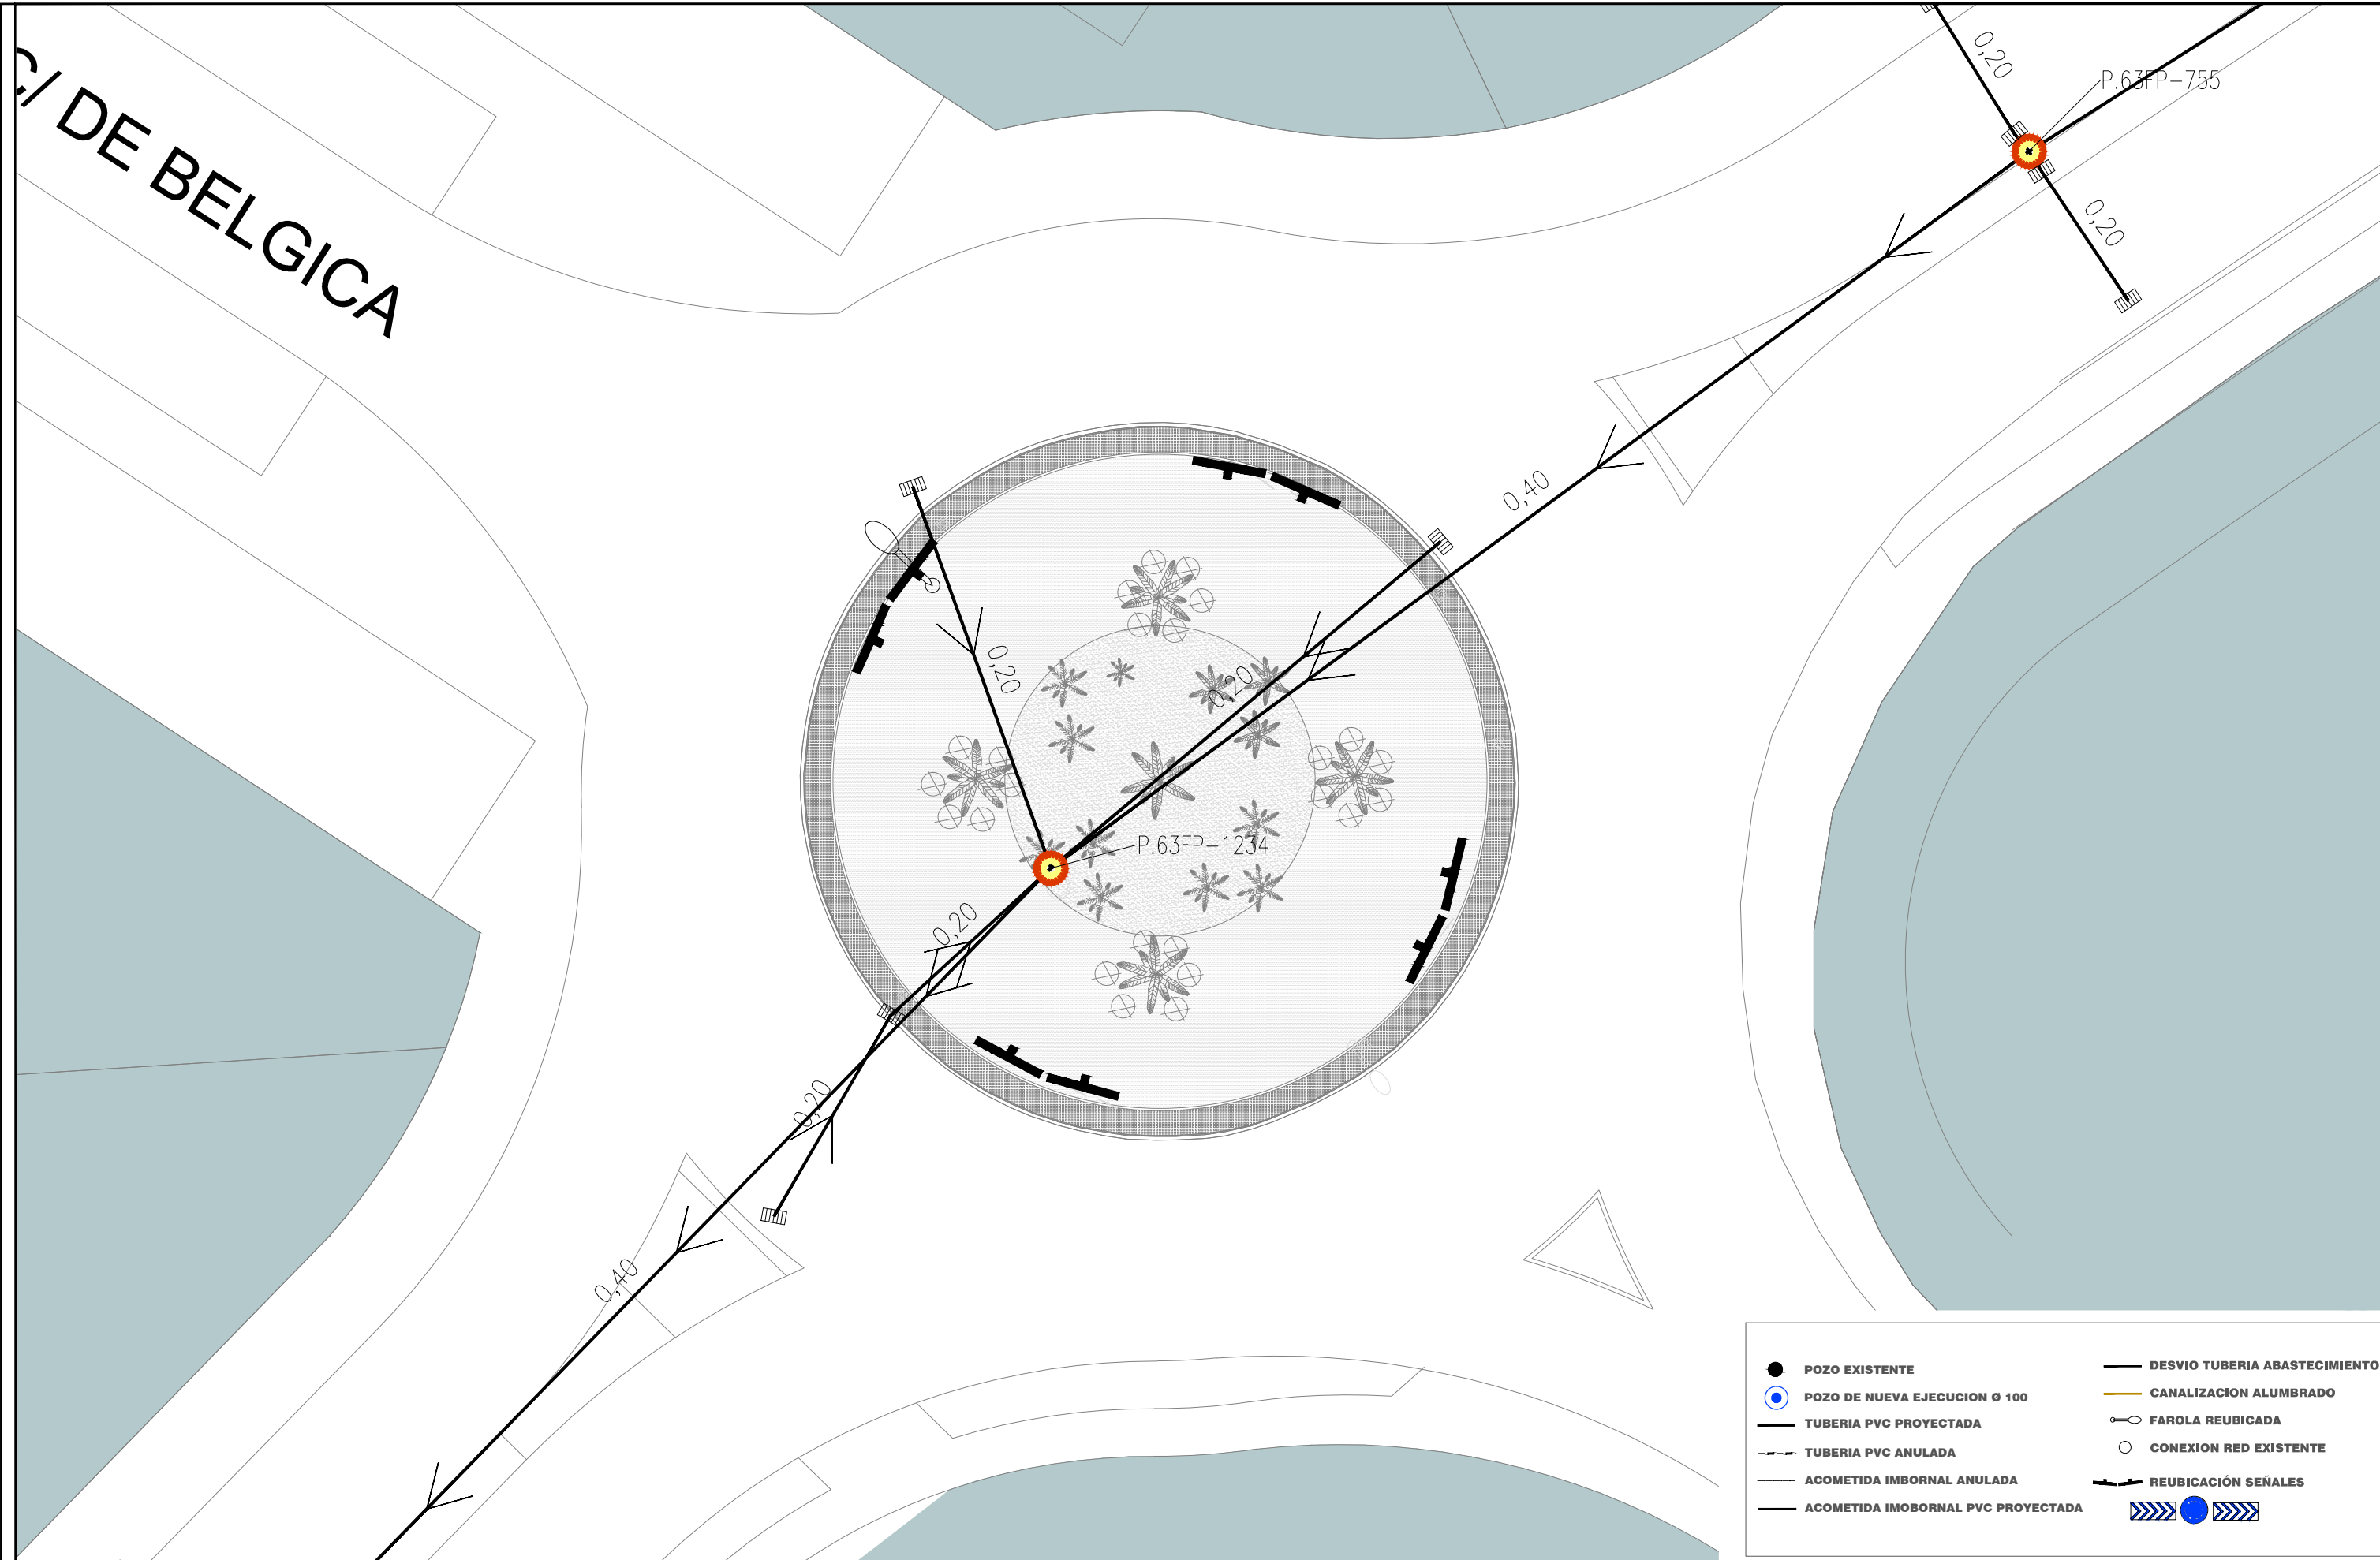 C/ DE BELGICA
0,20
P.63FP-755
0,20
0,40
0,20
0,20
P.63FP-1234
0,20
0,20
0,40
POZO EXISTENTE
POZO DE NUEVA EJECUCION Ø 100
TUBERIA PVC PROYECTADA
TUBERIA PVC ANULADA
ACOMETIDA IMBORNAL ANULADA
ACOMETIDA IMOBORNAL PVC PROYECTADA
DESVIO TUBERIA ABASTECIMIENTO
CANALIZACION ALUMBRADO
FAROLA REUBICADA
CONEXION RED EXISTENTE
REUBICACIÓN SEÑALES